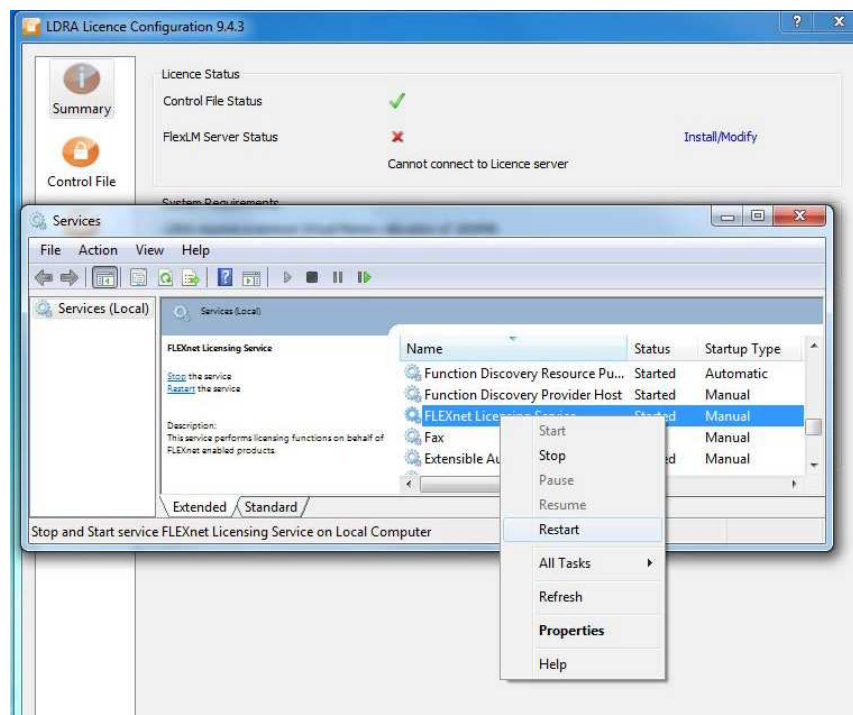 LDRA Licence Configuration 9.4.3
Summary
Control File
Licence Status
Control File Status
FlexLM Server Status
Install/Modify
Cannot connect to Licence server
System Requirements
Services
File Action View Help
Services (Local)
Services (Local)
FLEXnet Licensing Service
Stop the service
Restart the service
Description:
This service performs licensing functions on behalf of
FLEXnet enabled products.
Name Status Startup Type
Function Discovery Resource Pu... Started Automatic
Function Discovery Provider Host Started Manual
FLEXnet Licensing Service Started Manual
Fax Manual
Extensible Au ed Manual
Extended Standard
Stop and Start service FLEXnet Licensing Service on Local Computer
Start
Stop
Pause
Resume
Restart
All Tasks
Refresh
Properties
Help